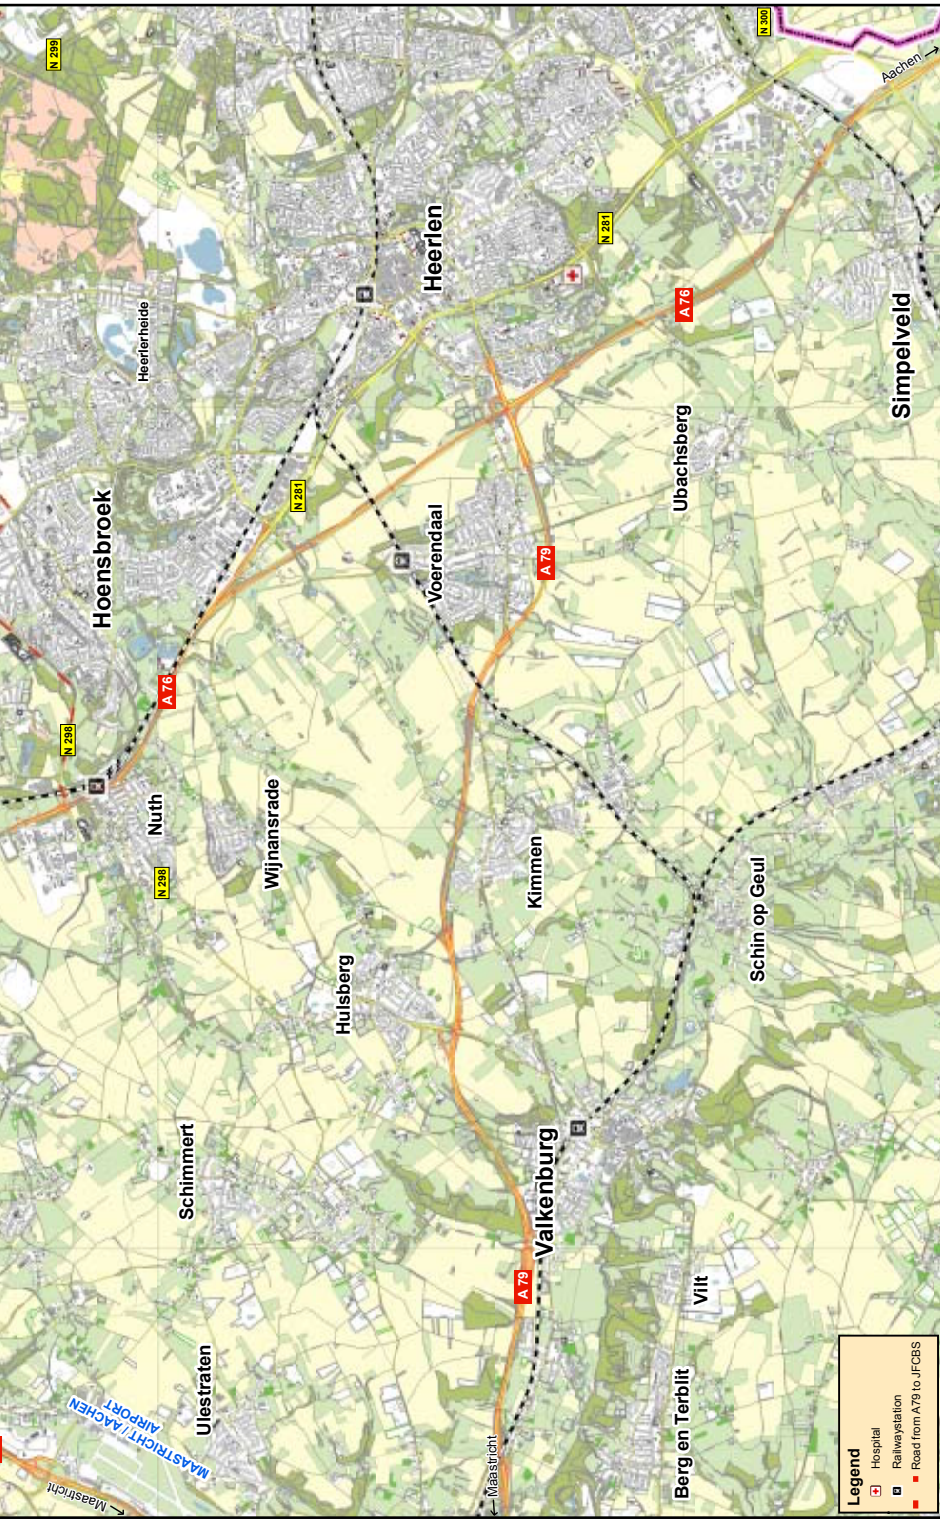 N 299
N 300
Aachen
N 281
Heerlen
Heerlerheide
A 76
Simpelveld
Ubachsberg
Hoensbroek
N 281
Voerendaal
A 79
A 76
N 298
Nuth
N 298
Wijnansrade
Kimmen
Schin op Geul
Hulsberg
Schimmert
Valkenburg
A 79
Vilt
Ulestraten
Berg en Terblit
MAASTRICHT / AACHEN
AIRPORT
Maastricht
Maastricht
Legend
Hospital
Railwaystation
Road from A79 to JFCBS